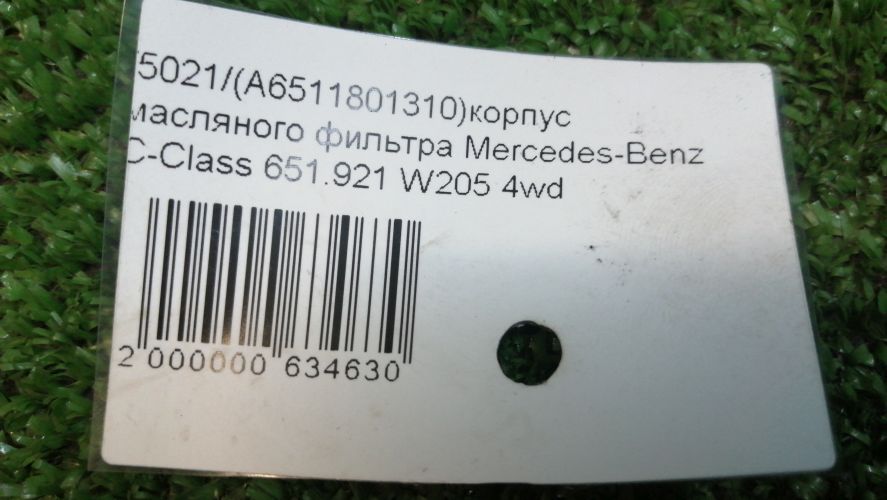 5021/(A6511801310)корпус
масляного фильтра Mercedes-Benz
C-Class 651.921 W205 4wd
2 000000 634630